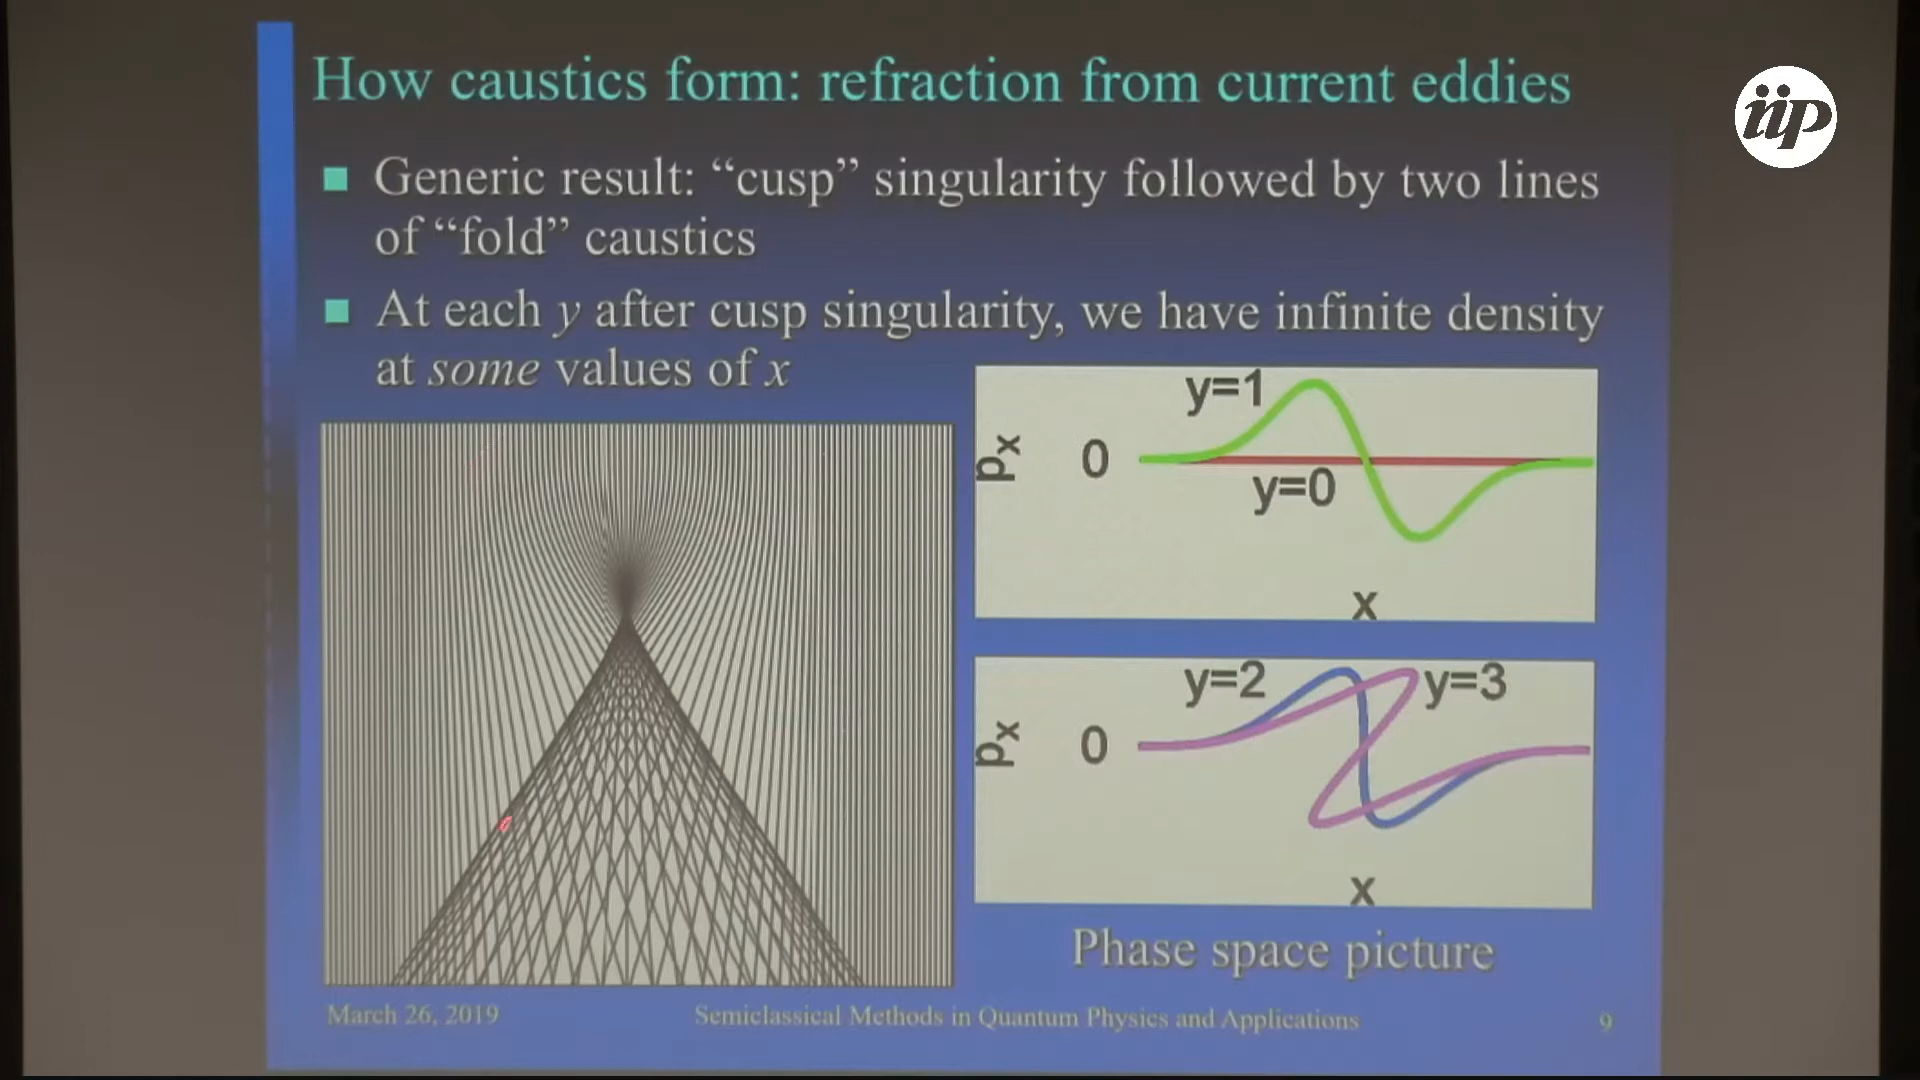 How caustics form: refraction from current eddies
iip
Generic result: “cusp” singularity followed by two lines
of “fold” caustics
At each y after cusp singularity, we have infinite density
at some values of x
y=1
px
0
y=0
x
y=2
y=3
px
0
x
Phase space picture
March 26, 2019
Semiclassical Methods in Quantum Physics and Applications
9